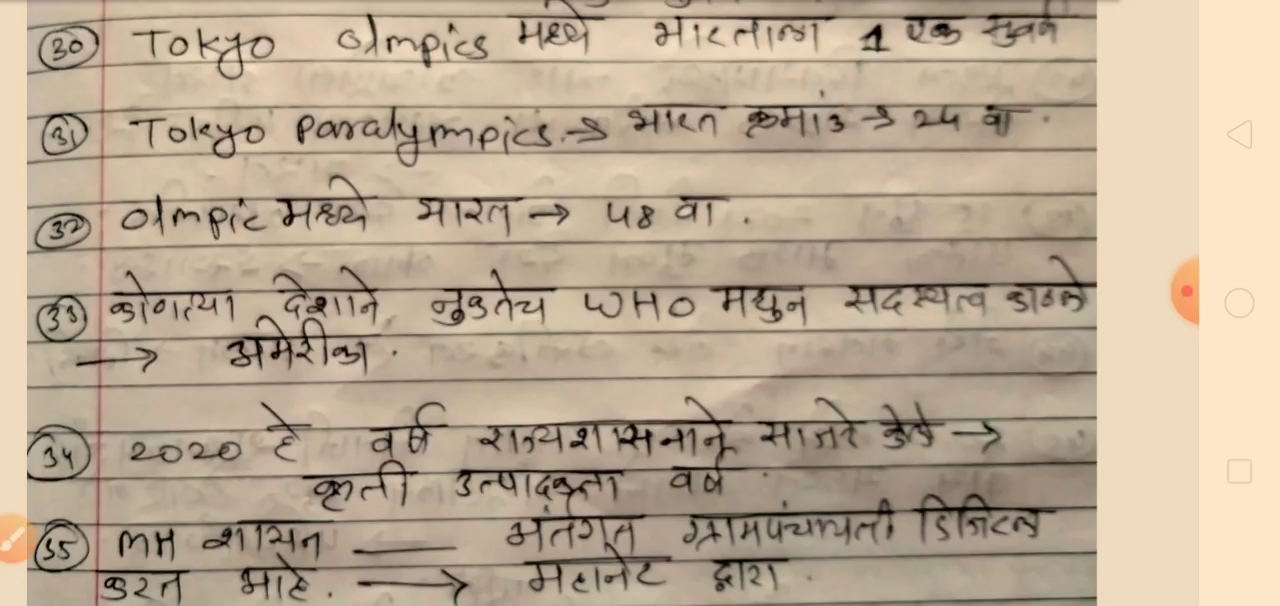 30 Tokyo olmpics मध्ये भारताला 1 एक सुवर्ण
31 Tokyo paralympics → भारत क्रमांउ → 24 वा.
32 olmpic मध्ये भारत → 48 वा.
33 कोणत्या देशाने नुकतेच WHO मधुन सदस्यत्व काढले
→ अमेरीका.
34 2020 हे वर्ष राज्यशासनाने साजरे केले →
कृती उत्पादकता वर्ष.
35 MH शासन — अंतर्गत ग्रामपंचायती डिजिटल
करत आहे. → महानेट द्वारा.